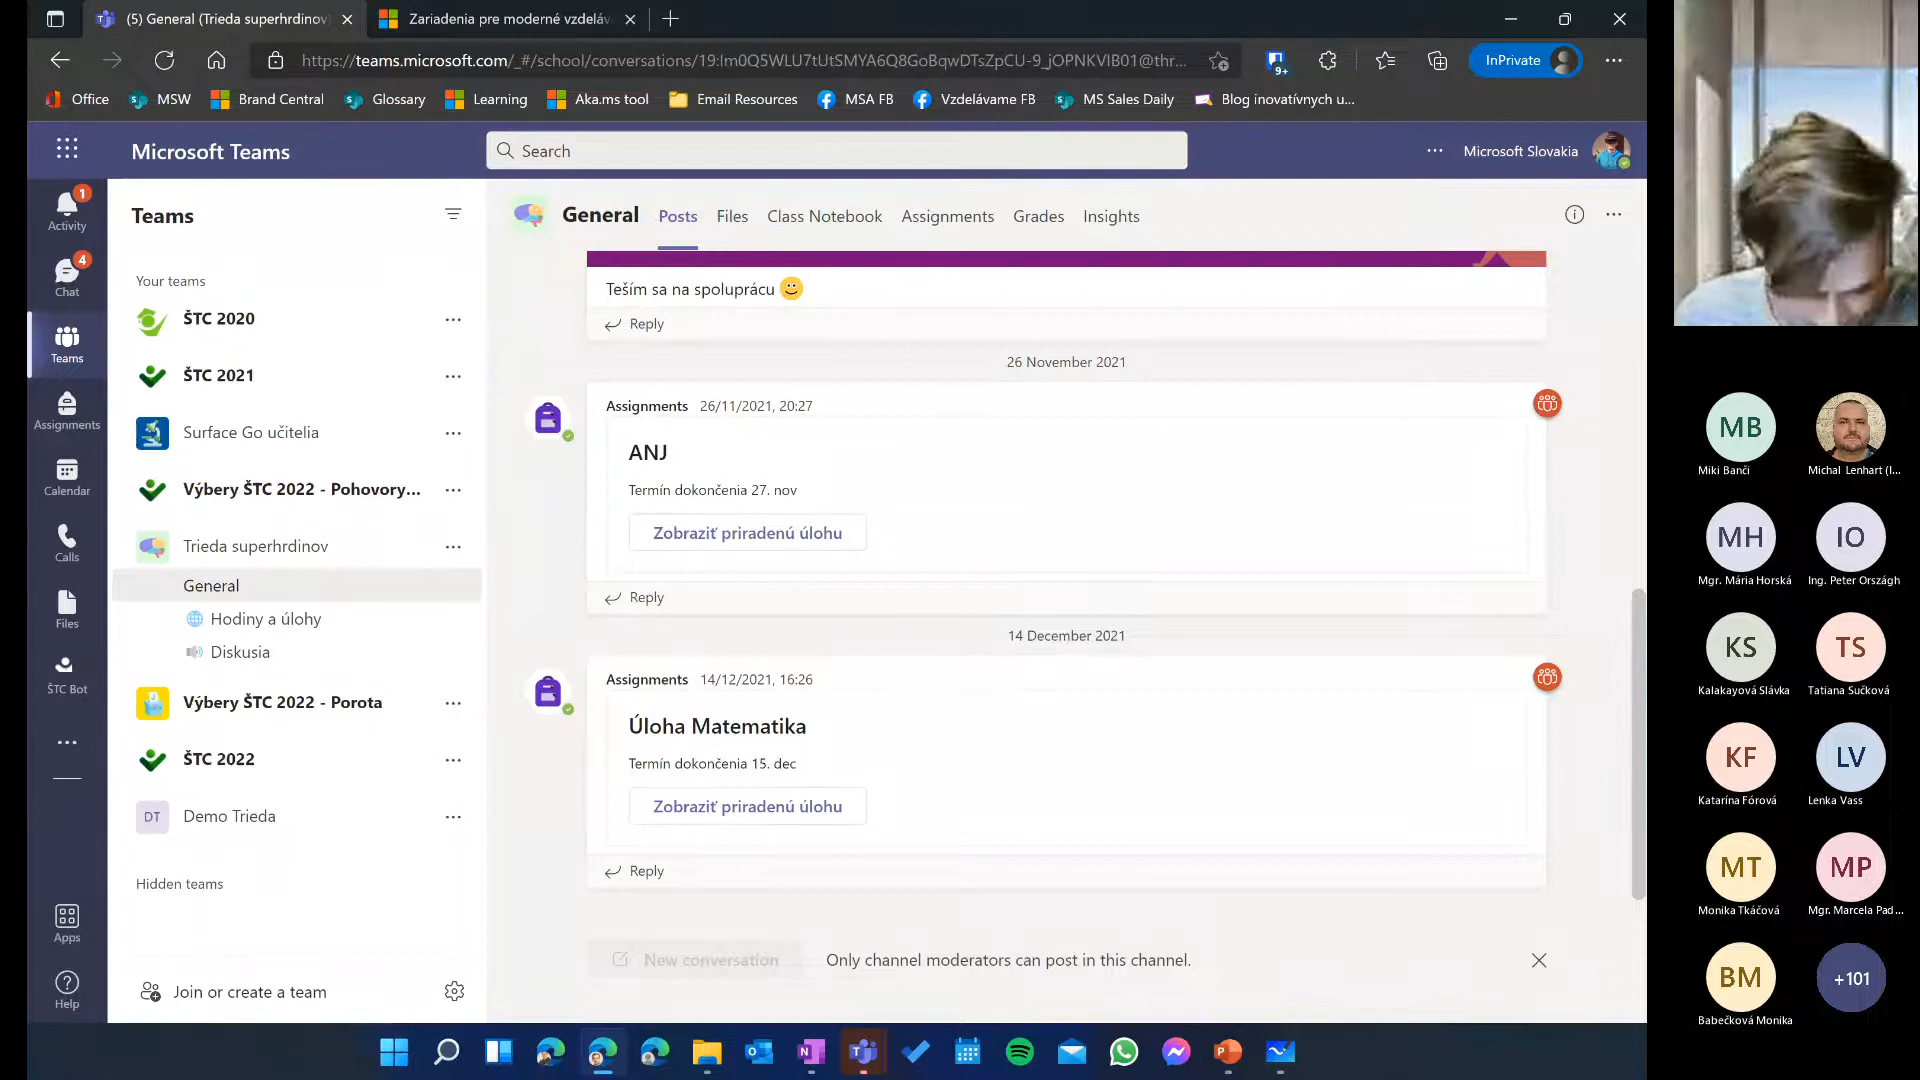 (5) General (Trieda superhrdinov
Zariadenia pre moderné vzdeláv
https://teams.microsoft.com/_#/school/conversations/19:Im0Q5WLU7tUtSMYA6Q8GoBqwDTsZpCU-9_jOPNKVIB01@thr...
9+
InPrivate
Office
MSW
Brand Central
Glossary
Learning
Aka.ms tool
Email Resources
MSA FB
Vzdelávame FB
MS Sales Daily
Blog inovatívnych u...
Microsoft Teams
Search
Microsoft Slovakia
1
Activity
4
Chat
Teams
Assignments
Calendar
Calls
Files
ŠTC Bot
Apps
Help
Teams
Your teams
ŠTC 2020
ŠTC 2021
Surface Go učitelia
Výbery ŠTC 2022 - Pohovory...
Trieda superhrdinov
General
Hodiny a úlohy
Diskusia
Výbery ŠTC 2022 - Porota
ŠTC 2022
DT Demo Trieda
Hidden teams
Join or create a team
General
Posts
Files
Class Notebook
Assignments
Grades
Insights
Teším sa na spoluprácu
Reply
26 November 2021
Assignments 26/11/2021, 20:27
ANJ
Termín dokončenia 27. nov
Zobraziť priradenú úlohu
Reply
14 December 2021
Assignments 14/12/2021, 16:26
Úloha Matematika
Termín dokončenia 15. dec
Zobraziť priradenú úlohu
Reply
New conversation
Only channel moderators can post in this channel.
MB
Miki Banči
Michal Lenhart (I...
MH
Mgr. Mária Horská
IO
Ing. Peter Országh
KS
Kalakayová Slávka
TS
Tatiana Sučková
KF
Katarína Fórová
LV
Lenka Vass
MT
Monika Tkáčová
MP
Mgr. Marcela Pad...
BM
Babečková Monika
+101